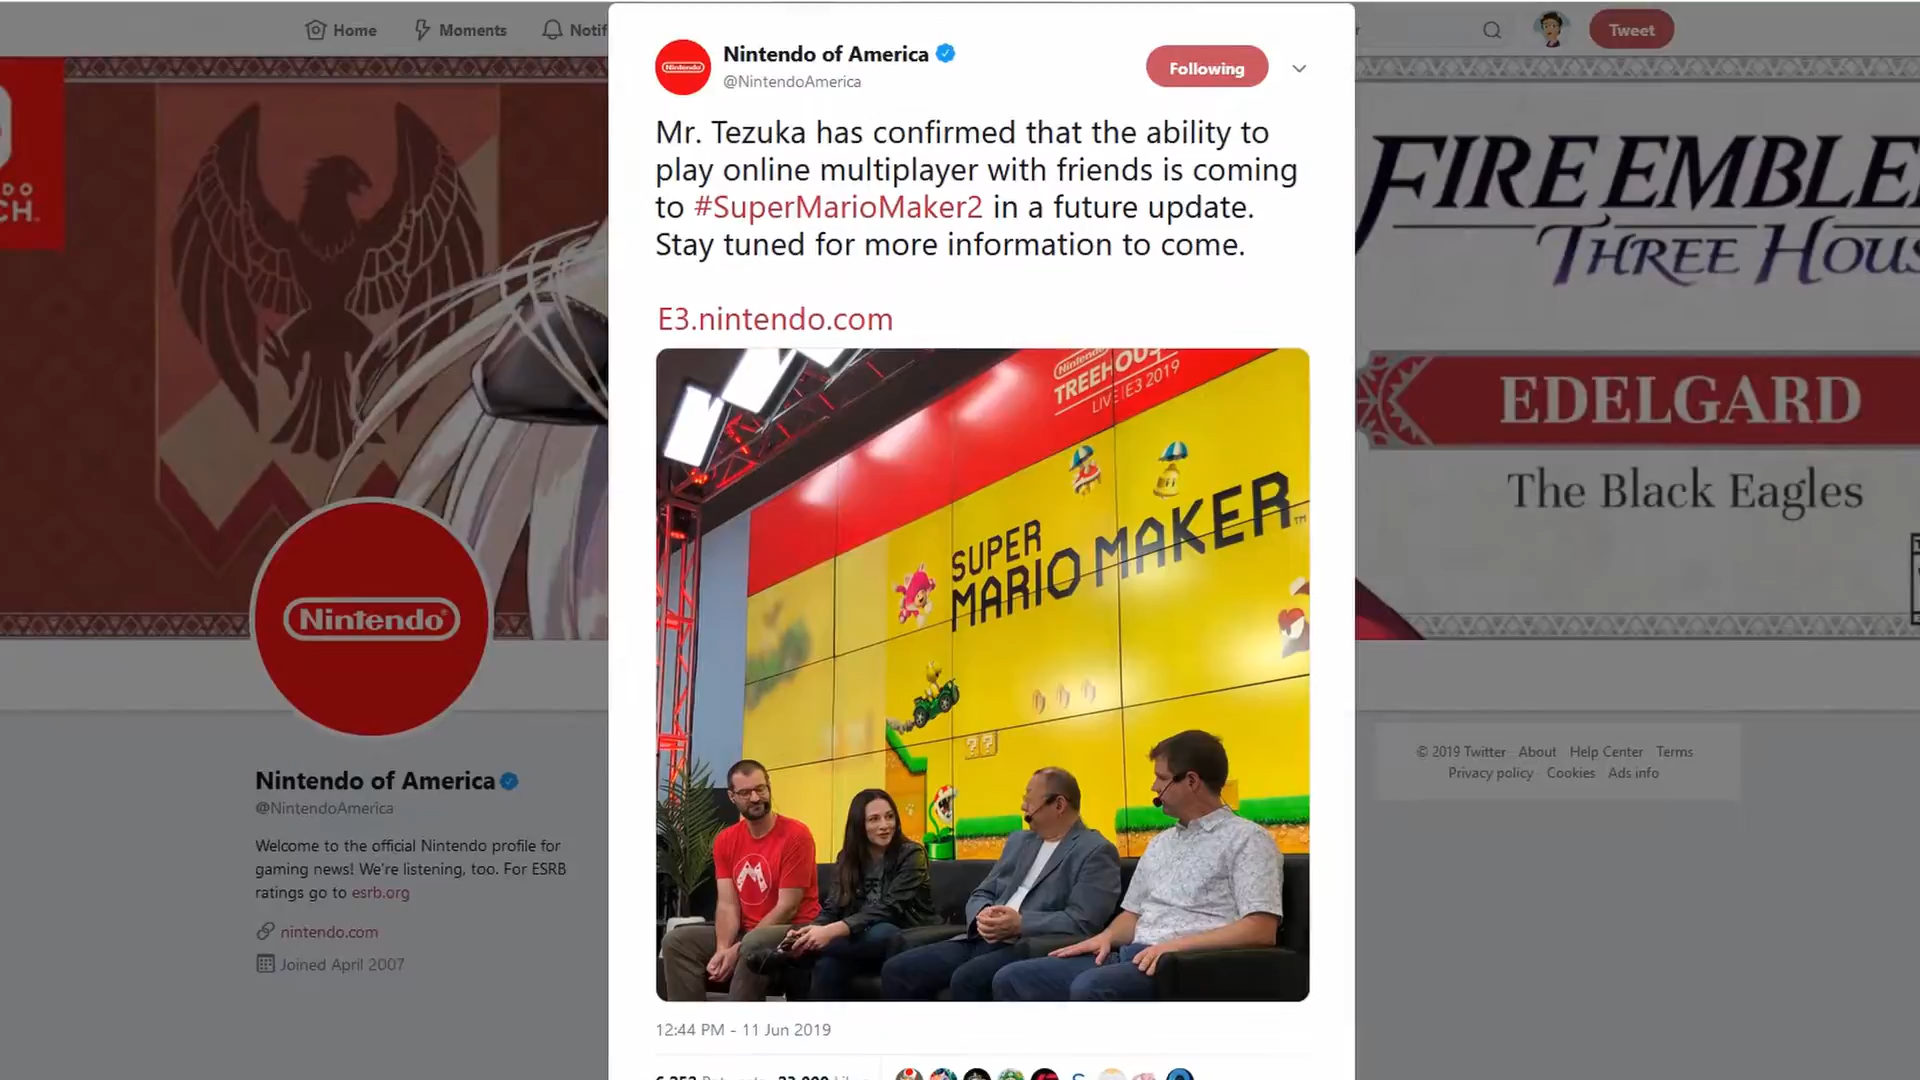 Home
Moments
Tweet
Nintendo of America
@NintendoAmerica
Following
Mr. Tezuka has confirmed that the ability to
play online multiplayer with friends is coming
to #SuperMarioMaker2 in a future update.
Stay tuned for more information to come.
E3.nintendo.com
Nintendo
TREEHOUSE
LIVE | E3 2019
SUPER
MARIO MAKER
TM
12:44 PM - 11 Jun 2019
FIRE EMBLE
THREE HOUS
EDELGARD
The Black Eagles
Nintendo
Nintendo of America
@NintendoAmerica
Welcome to the official Nintendo profile for
gaming news! We're listening, too. For ESRB
ratings go to esrb.org
nintendo.com
Joined April 2007
© 2019 Twitter About Help Center Terms
Privacy policy Cookies Ads info